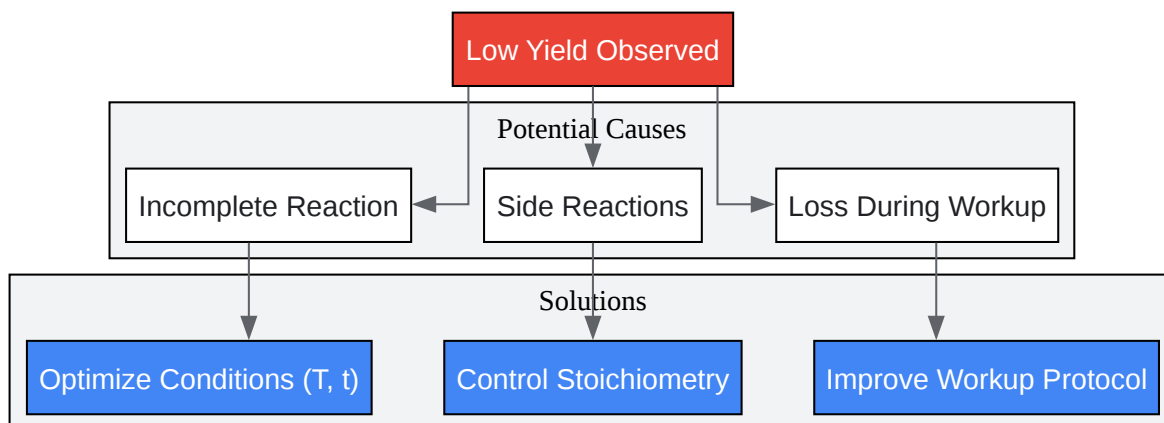 Low Yield Observed
Potential Causes
Incomplete Reaction
Side Reactions
Loss During Workup
Solutions
Optimize Conditions (T, t)
Control Stoichiometry
Improve Workup Protocol